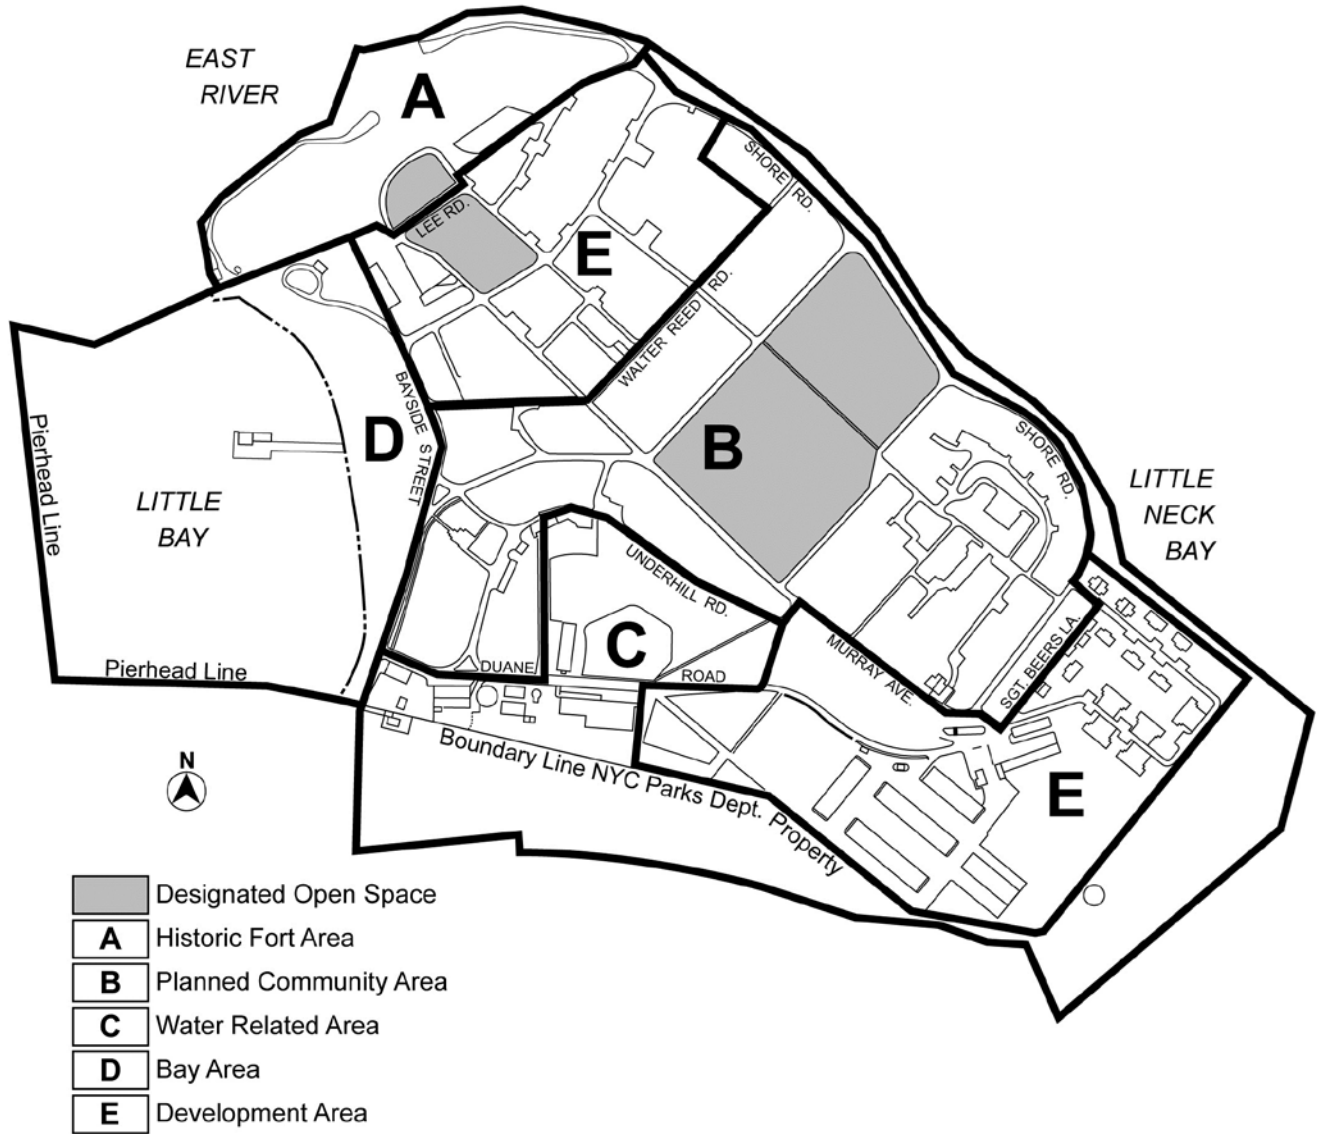 EAST
RIVER
A
SHORE RD.
LEE RD.
E
WALTER REED RD.
BAYSIDE STREET
D
B
Pierhead Line
LITTLE
BAY
SHORE RD.
LITTLE
NECK
BAY
UNDERHILL RD.
C
DUANE ROAD
MURRAY AVE.
SGT. BEERS LA.
Pierhead Line
Boundary Line NYC Parks Dept. Property
E
N
Designated Open Space
A Historic Fort Area
B Planned Community Area
C Water Related Area
D Bay Area
E Development Area